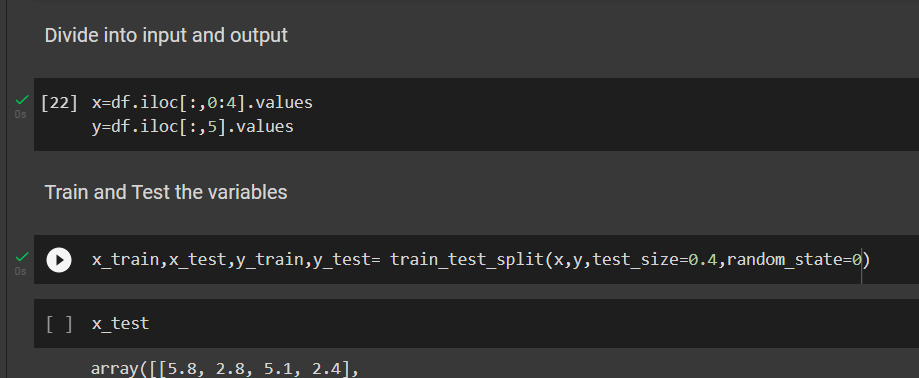 Divide into input and output
[22] x=df.iloc[:,0:4].values
0s
y=df.iloc[:,5].values
Train and Test the variables
x_train,x_test,y_train,y_test= train_test_split(x,y,test_size=0.4,random_state=0)
0s
[ ] x_test
array([[5.8, 2.8, 5.1, 2.4],